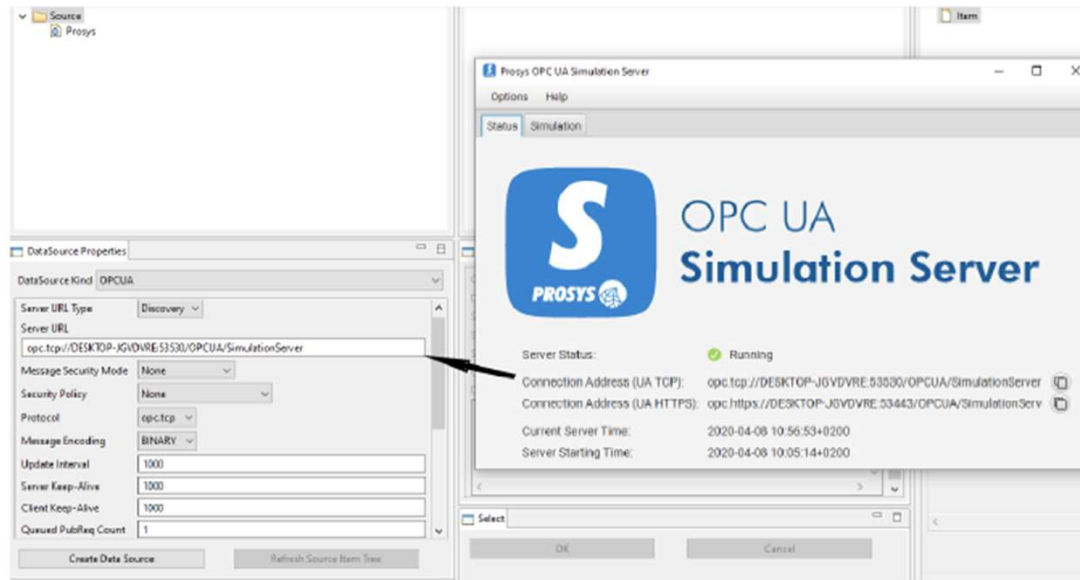 Source
Prosys
Item
Prosys OPC UA Simulation Server
Options Help
Status Simulation
S
PROSYS
OPC UA
Simulation Server
Server Status: Running
Connection Address (UA TCP): opc.tcp://DESKTOP-JGVDVRE:53530/OPCUA/SimulationServer
Connection Address (UA HTTPS): opc.https://DESKTOP-JGVDVRE:53443/OPCUA/SimulationServ
Current Server Time: 2020-04-08 10:56:53+0200
Server Starting Time: 2020-04-08 10:05:14+0200
DataSource Properties
DataSource Kind OPCUA
Server URL Type Discovery
Server URL
opc.tcp://DESKTOP-JGVDVRE:53530/OPCUA/SimulationServer
Message Security Mode None
Security Policy None
Protocol opc.tcp
Message Encoding BINARY
Update Interval 1000
Server Keep-Alive 1000
Client Keep-Alive 1000
Queued PubReq Count 1
Create Data Source Refresh Source Item Tree
Select
OK Cancel